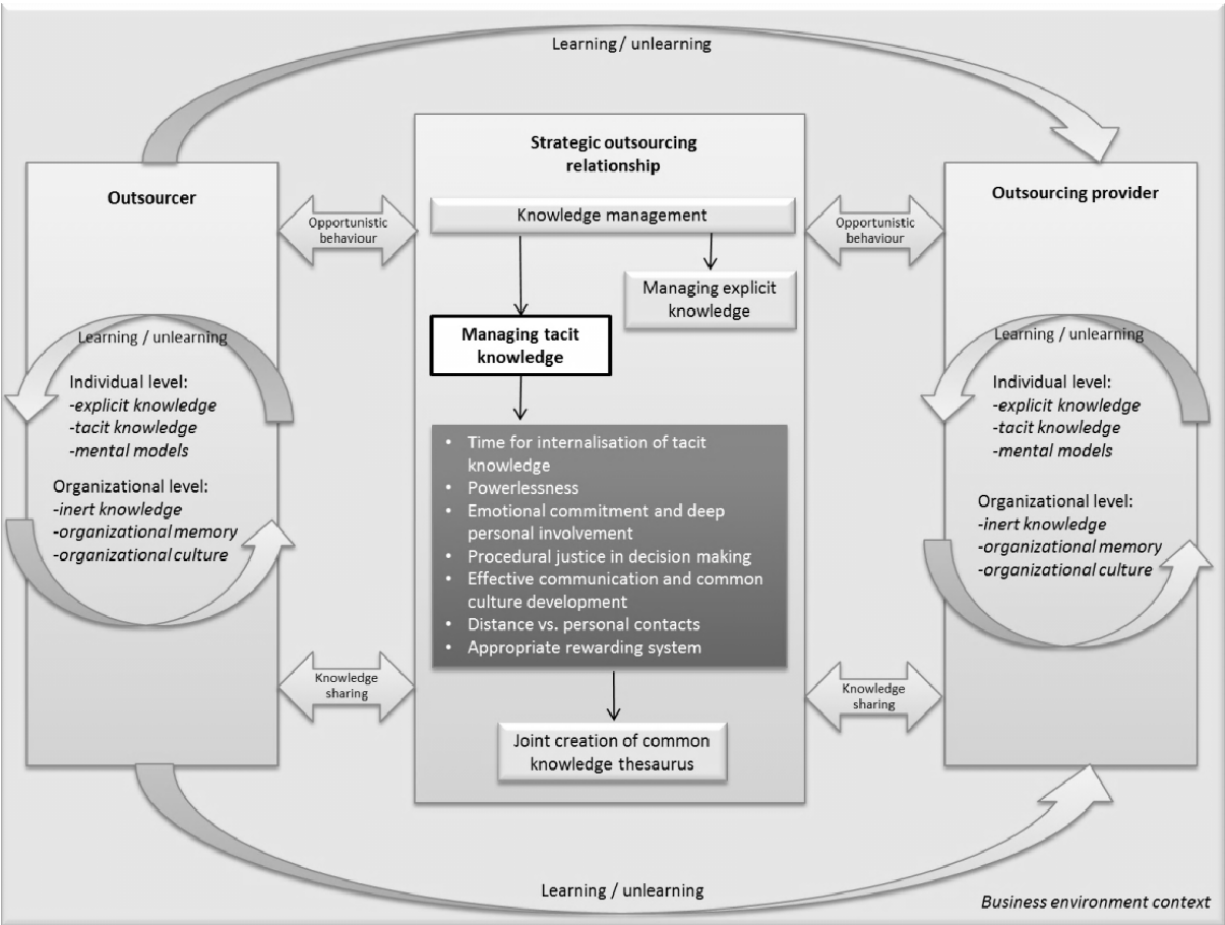 Learning / unlearning
Outsourcer
Opportunistic
behaviour
Learning / unlearning
Individual level:
-explicit knowledge
-tacit knowledge
-mental models
Organizational level:
-inert knowledge
-organizational memory
-organizational culture
Knowledge
sharing
Strategic outsourcing
relationship
Knowledge management
Managing explicit
knowledge
Managing tacit
knowledge
• Time for internalisation of tacit
knowledge
• Powerlessness
• Emotional commitment and deep
personal involvement
• Procedural justice in decision making
• Effective communication and common
culture development
• Distance vs. personal contacts
• Appropriate rewarding system
Joint creation of common
knowledge thesaurus
Opportunistic
behaviour
Knowledge
sharing
Outsourcing provider
Learning / unlearning
Individual level:
-explicit knowledge
-tacit knowledge
-mental models
Organizational level:
-inert knowledge
-organizational memory
-organizational culture
Learning / unlearning
Business environment context